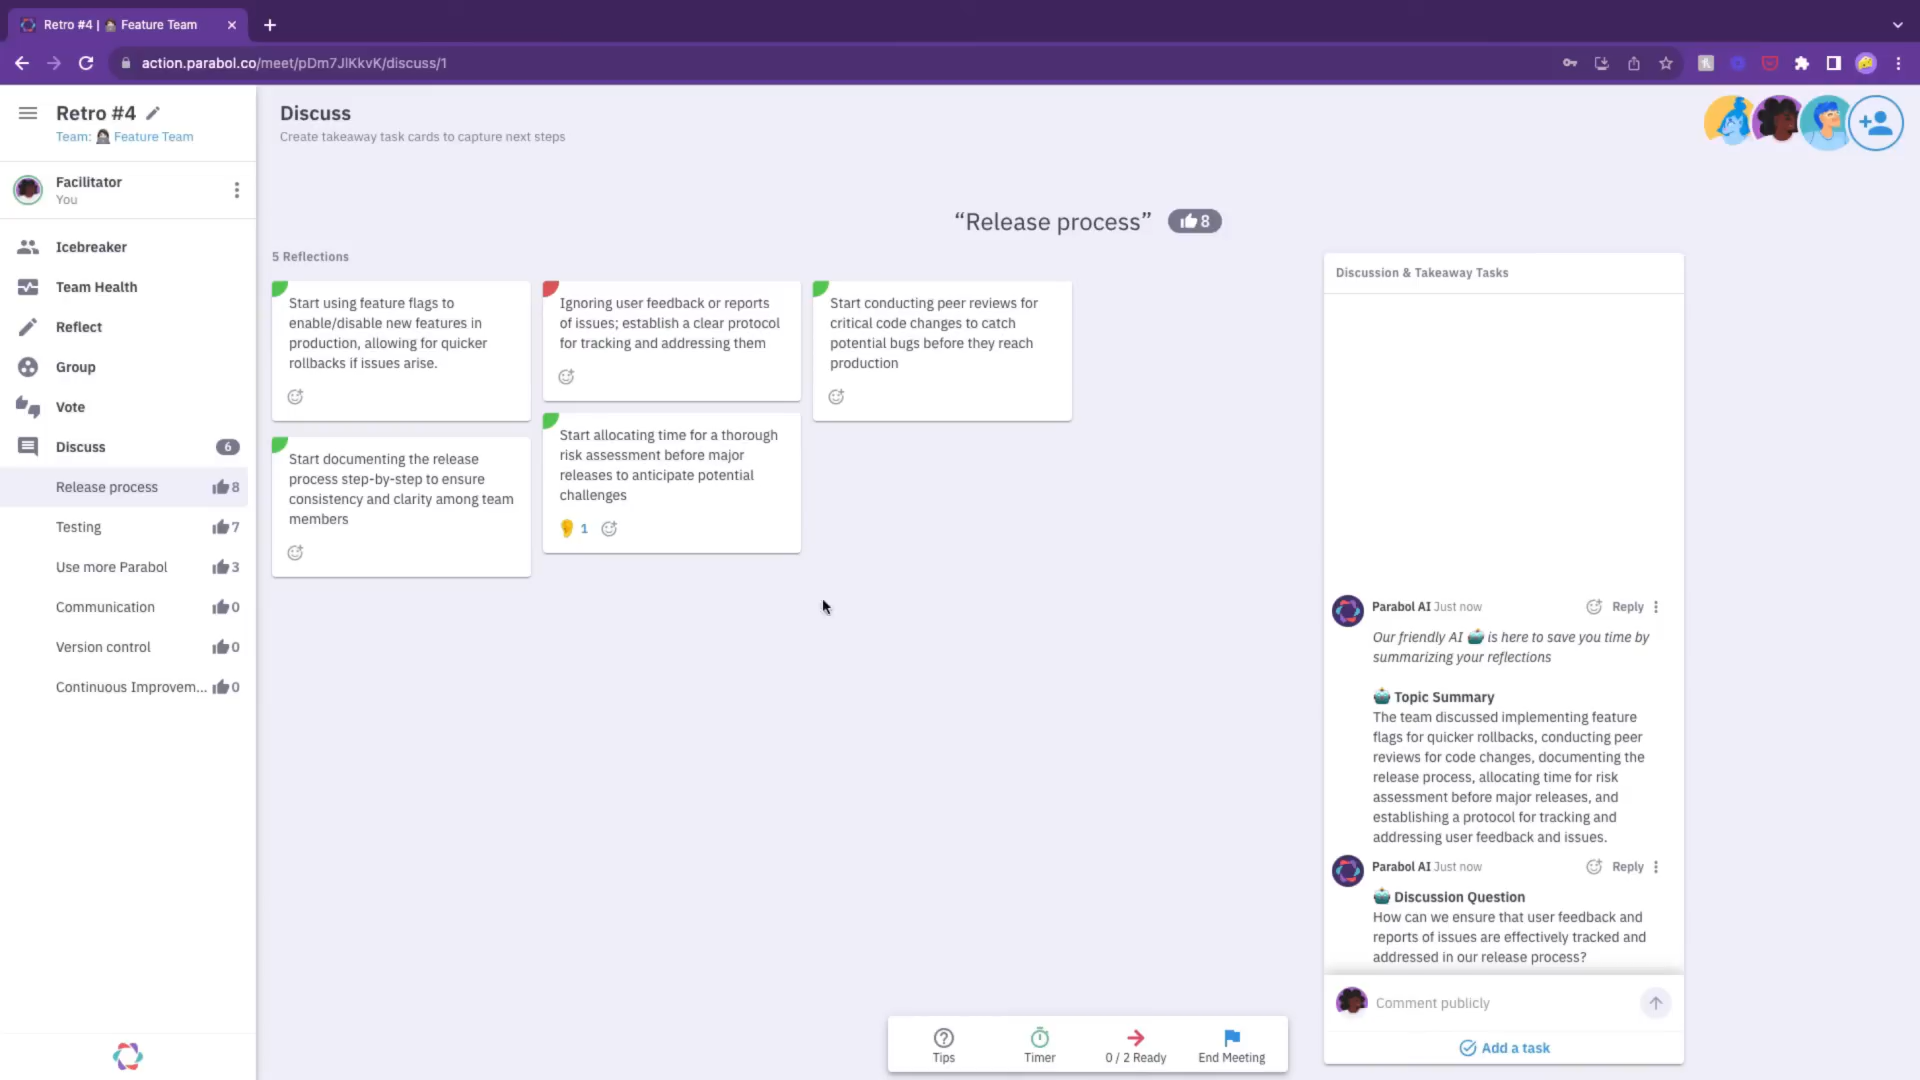 Retro #4 | 🕵 Feature Team
action.parabol.co/meet/pDm7JlKkvK/discuss/1
Retro #4
Team: 🕵 Feature Team
Facilitator
You
Icebreaker
Team Health
Reflect
Group
Vote
Discuss 6
Release process 8
Testing 7
Use more Parabol 3
Communication 0
Version control 0
Continuous Improvem... 0
Discuss
Create takeaway task cards to capture next steps
“Release process” 8
5 Reflections
Start using feature flags to
enable/disable new features in
production, allowing for quicker
rollbacks if issues arise.
Start documenting the release
process step-by-step to ensure
consistency and clarity among team
members
Ignoring user feedback or reports
of issues; establish a clear protocol
for tracking and addressing them
Start allocating time for a thorough
risk assessment before major
releases to anticipate potential
challenges
1
Start conducting peer reviews for
critical code changes to catch
potential bugs before they reach
production
Discussion & Takeaway Tasks
Parabol AI Just now Reply
Our friendly AI 🤖 is here to save you time by
summarizing your reflections
🤖 Topic Summary
The team discussed implementing feature
flags for quicker rollbacks, conducting peer
reviews for code changes, documenting the
release process, allocating time for risk
assessment before major releases, and
establishing a protocol for tracking and
addressing user feedback and issues.
Parabol AI Just now Reply
🤖 Discussion Question
How can we ensure that user feedback and
reports of issues are effectively tracked and
addressed in our release process?
Comment publicly
Add a task
Tips
Timer
0 / 2 Ready
End Meeting